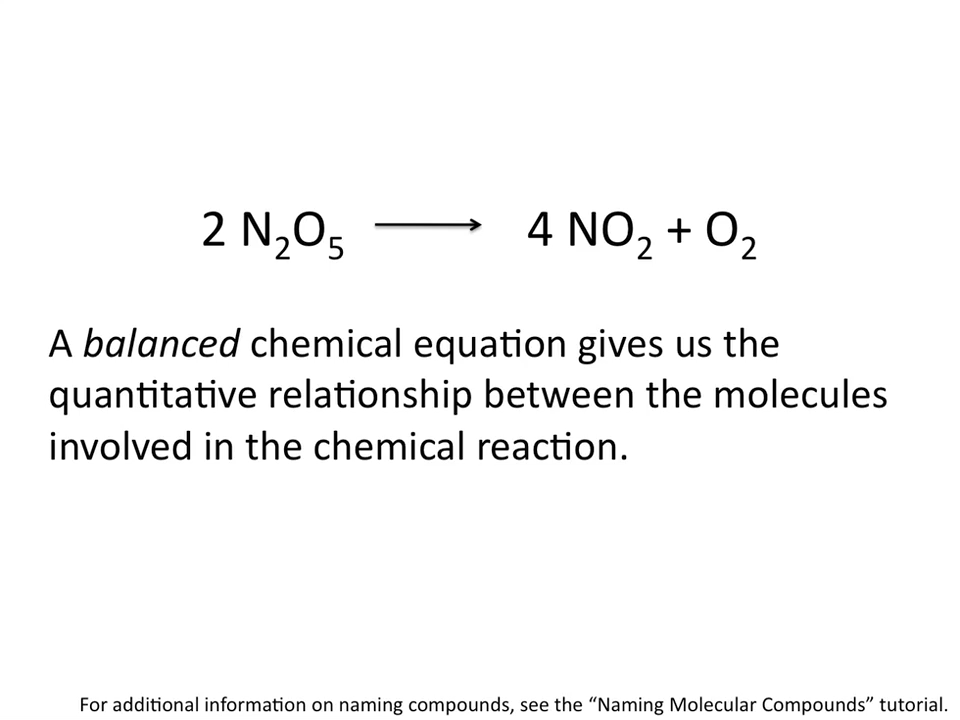 2 N₂O₅ ⟶ 4 NO₂ + O₂
A balanced chemical equation gives us the
quantitative relationship between the molecules
involved in the chemical reaction.
For additional information on naming compounds, see the “Naming Molecular Compounds” tutorial.